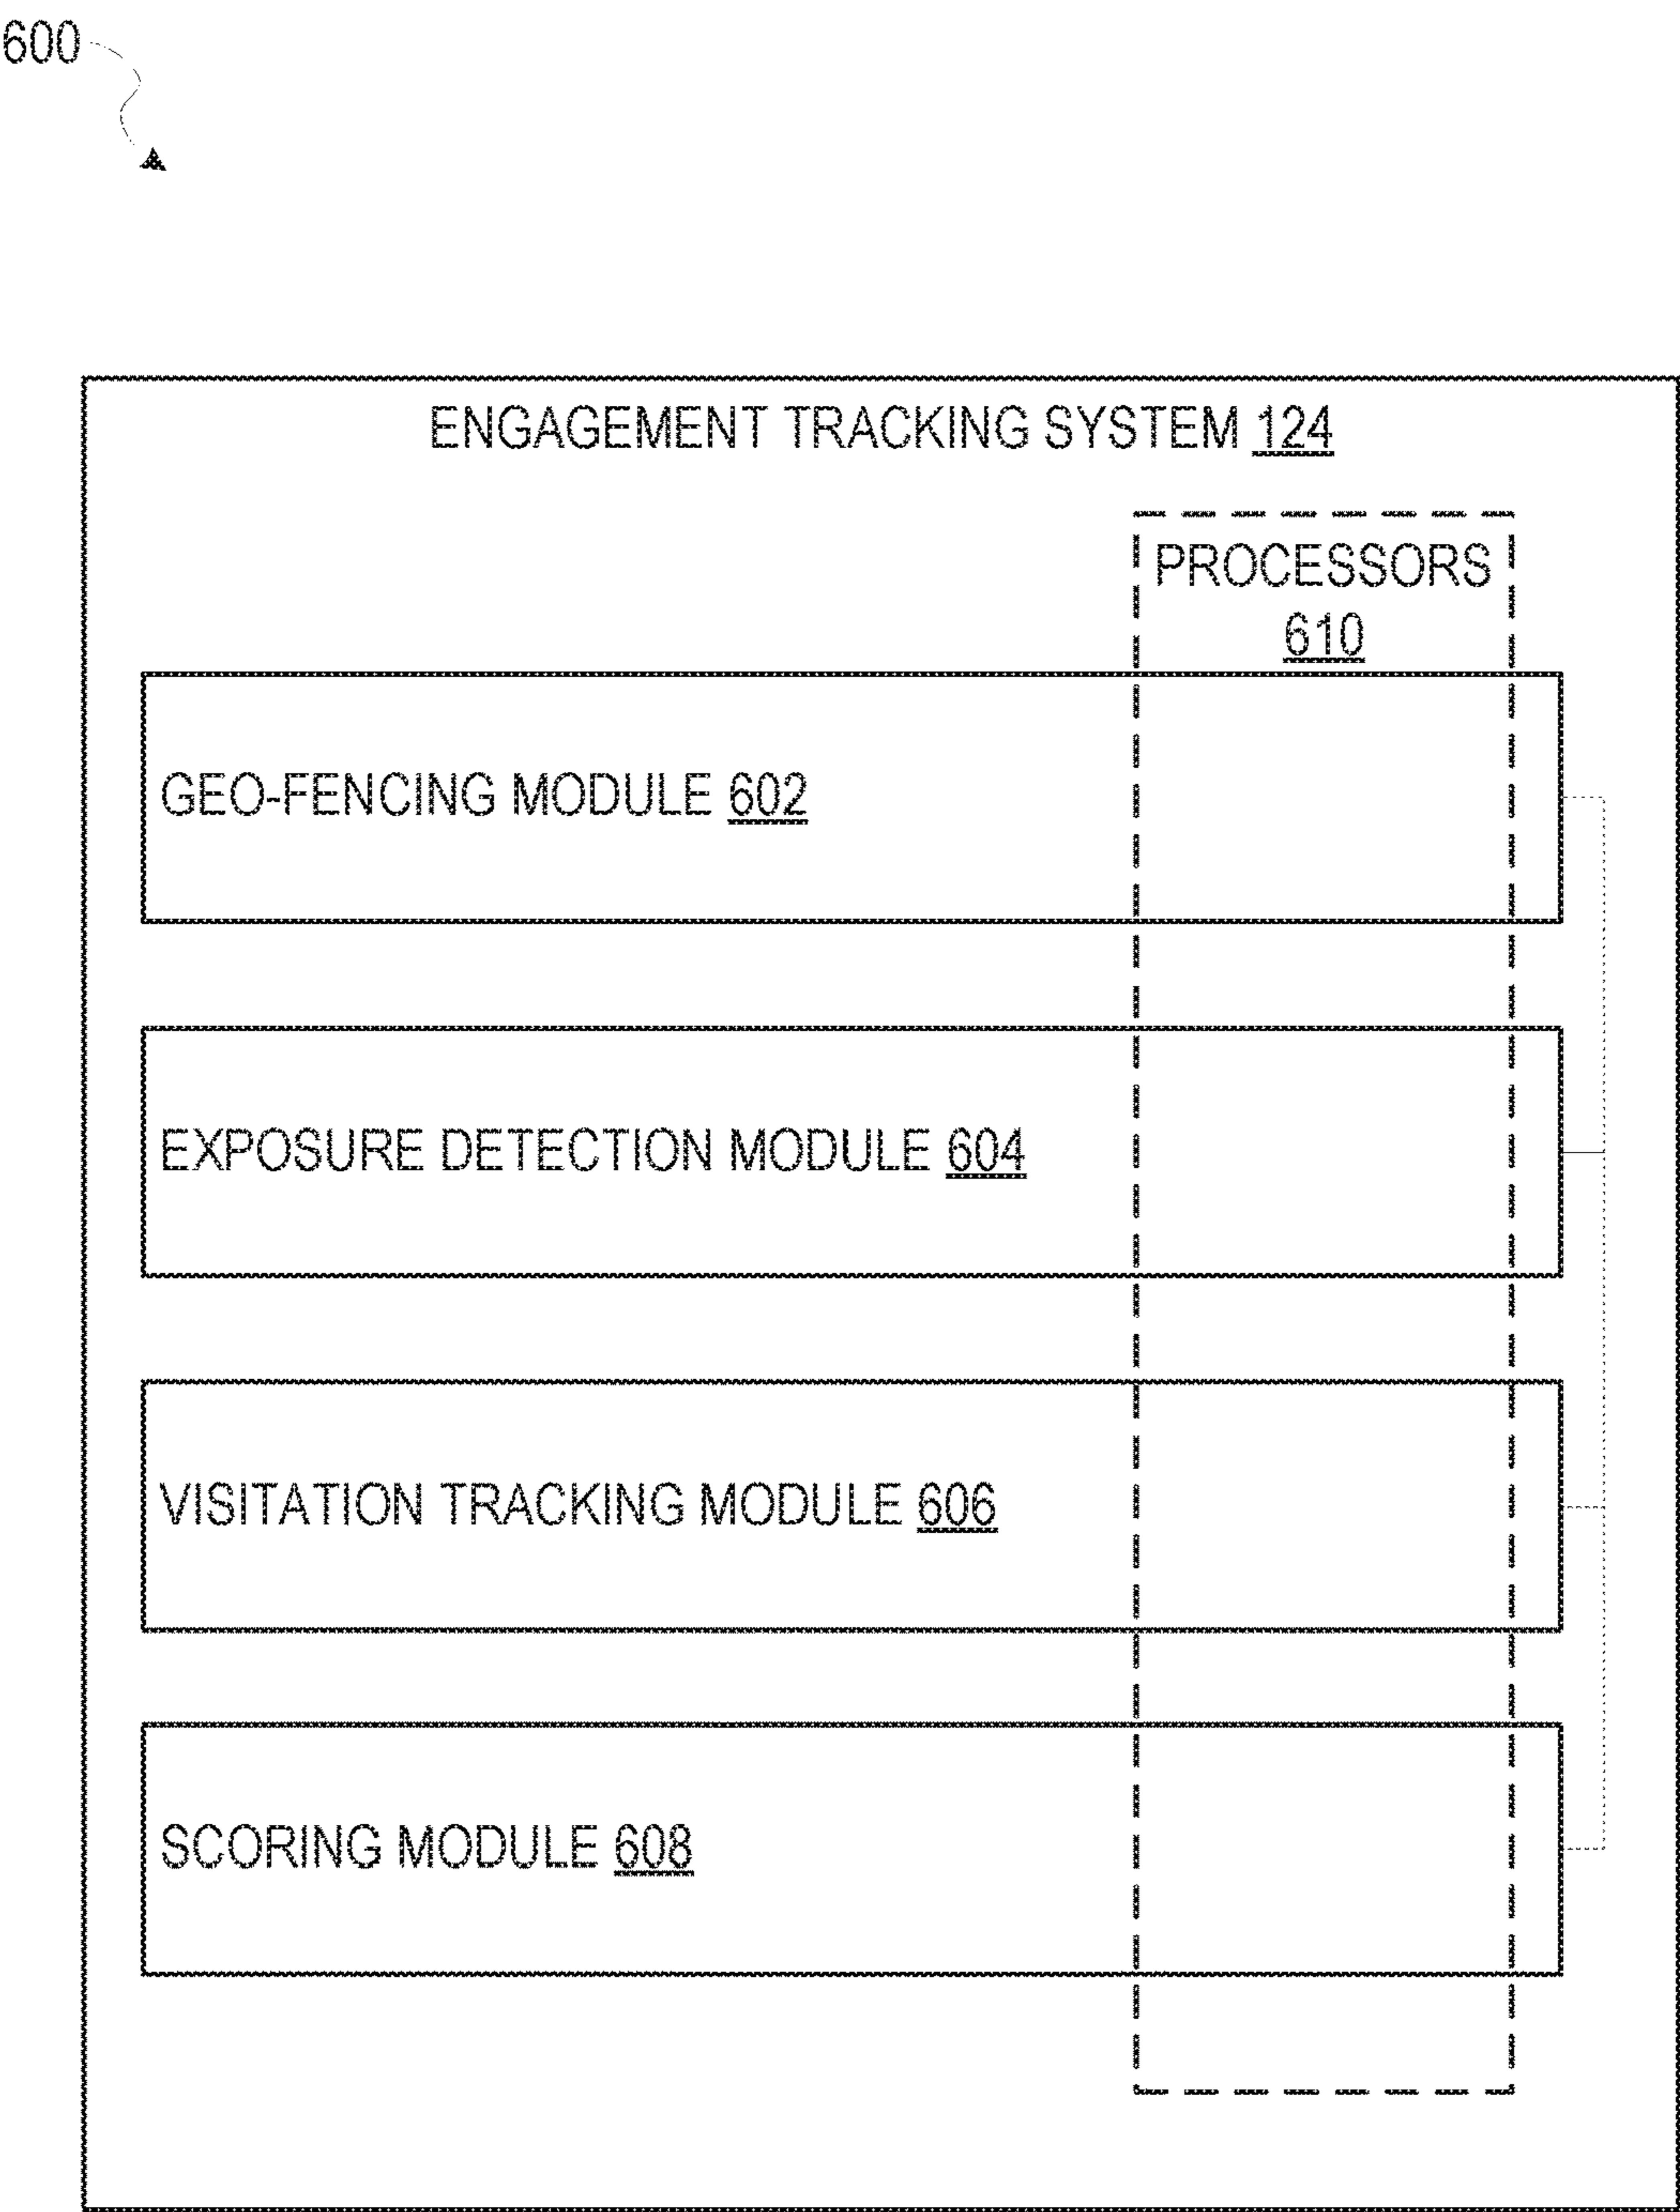 600
ENGAGEMENT TRACKING SYSTEM 124
PROCESSORS
610
GEO-FENCING MODULE 602
EXPOSURE DETECTION MODULE 604
VISITATION TRACKING MODULE 606
SCORING MODULE 608